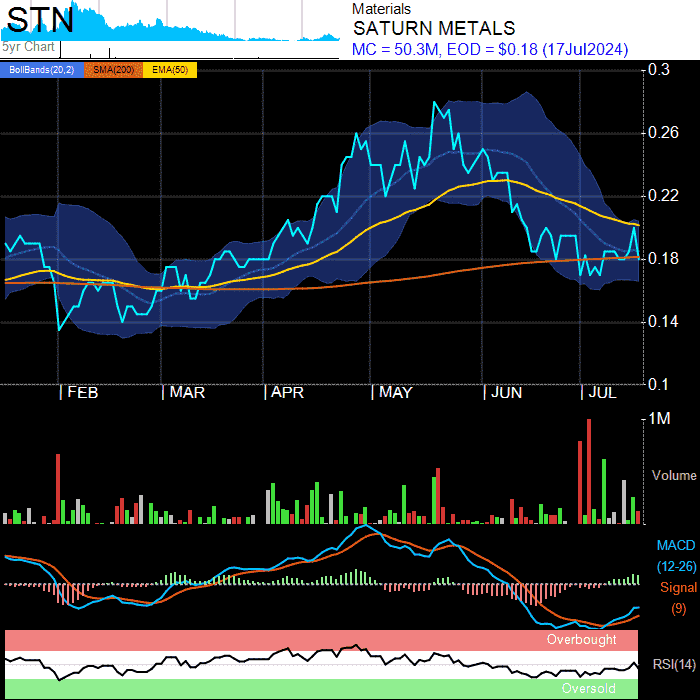 STN
5yr Chart
Materials
SATURN METALS
MC = 50.3M, EOD = $0.18 (17Jul2024)
BollBands(20,2) SMA(200) EMA(50)
0.3
0.26
0.22
0.18
0.14
0.1
FEB MAR APR MAY JUN JUL
1M
Volume
MACD
(12-26)
Signal
(9)
Overbought
RSI(14)
Oversold